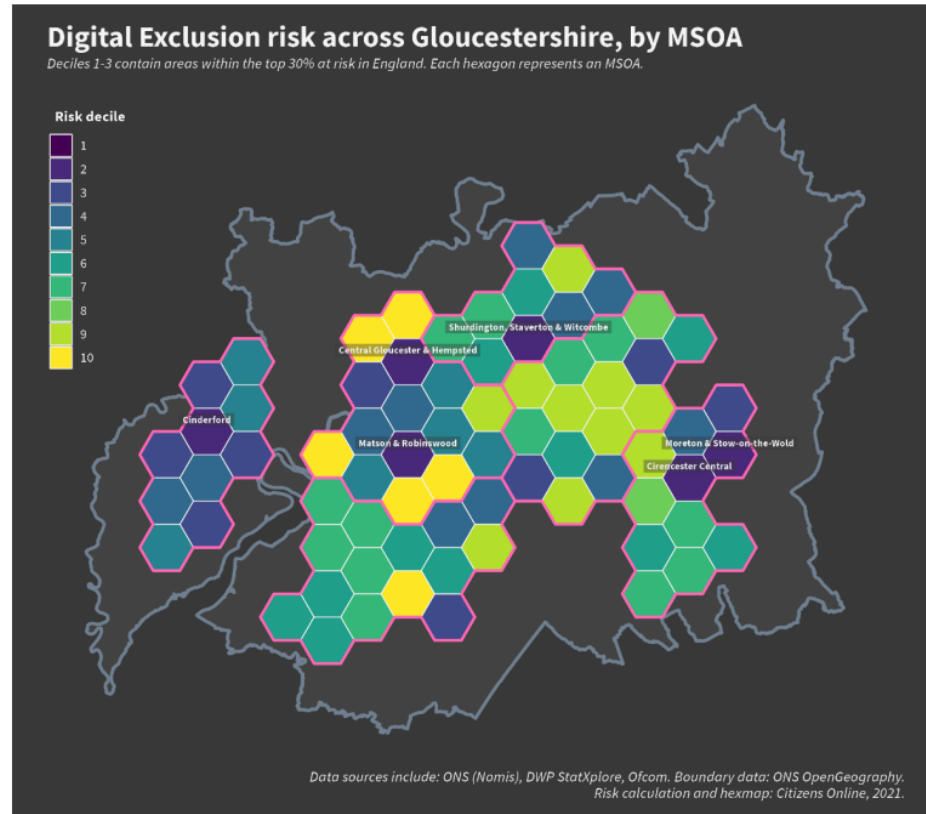 Digital Exclusion risk across Gloucestershire, by MSOA
Deciles 1-3 contain areas within the top 30% at risk in England. Each hexagon represents an MSOA.
Risk decile
1
2
3
4
5
6
7
8
9
10
Shurdington, Staverton & Witcombe
Central Gloucester & Hempsted
Cinderford
Matson & Robinswood
Moreton & Stow-on-the-Wold
Cirencester Central
Data sources include: ONS (Nomis), DWP StatXplore, Ofcom. Boundary data: ONS OpenGeography.
Risk calculation and hexmap: Citizens Online, 2021.